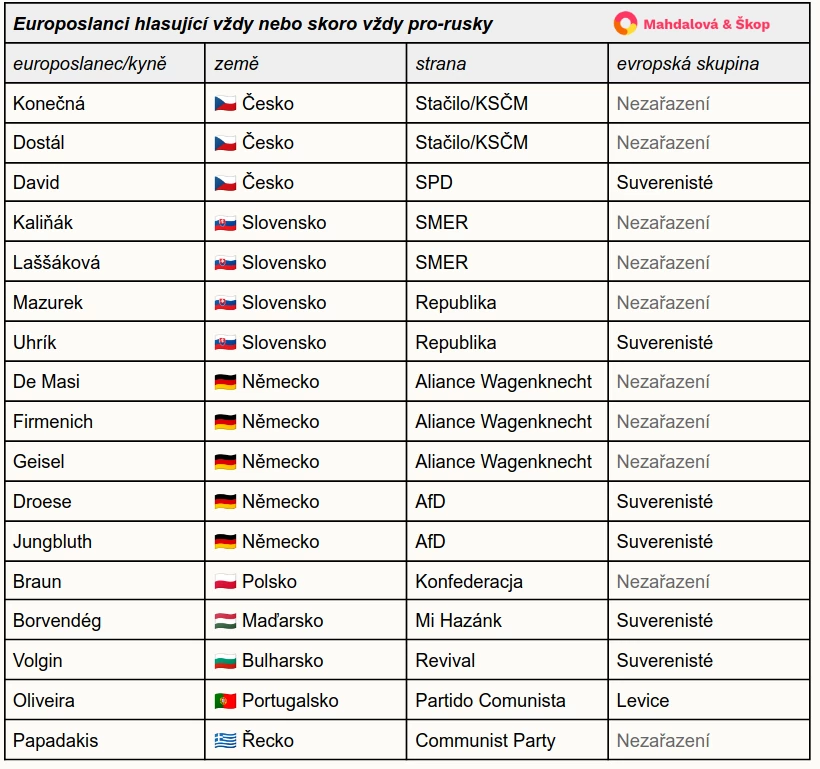 Europoslanci hlasující vždy nebo skoro vždy pro-rusky Mahdalová & Škop
europoslanec/kyně země strana evropská skupina
Konečná Česko Stačilo/KSČM Nezařazení
Dostál Česko Stačilo/KSČM Nezařazení
David Česko SPD Suverenisté
Kaliňák Slovensko SMER Nezařazení
Laššáková Slovensko SMER Nezařazení
Mazurek Slovensko Republika Nezařazení
Uhrík Slovensko Republika Suverenisté
De Masi Německo Aliance Wagenknecht Nezařazení
Firmenich Německo Aliance Wagenknecht Nezařazení
Geisel Německo Aliance Wagenknecht Nezařazení
Droese Německo AfD Suverenisté
Jungbluth Německo AfD Suverenisté
Braun Polsko Konfederacja Nezařazení
Borvendég Maďarsko Mi Hazánk Suverenisté
Volgin Bulharsko Revival Suverenisté
Oliveira Portugalsko Partido Comunista Levice
Papadakis Řecko Communist Party Nezařazení